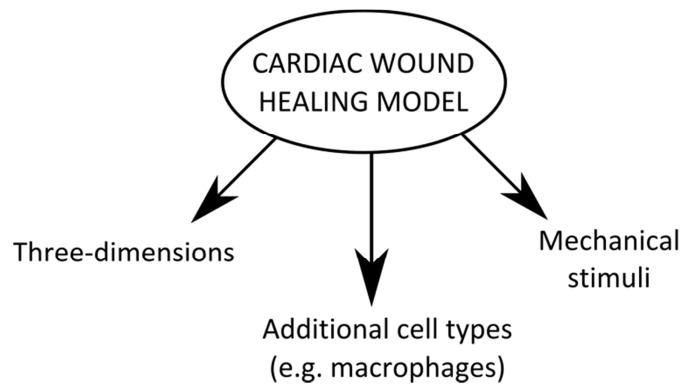 CARDIAC WOUND
HEALING MODEL
Three-dimensions
Additional cell types
(e.g. macrophages)
Mechanical
stimuli